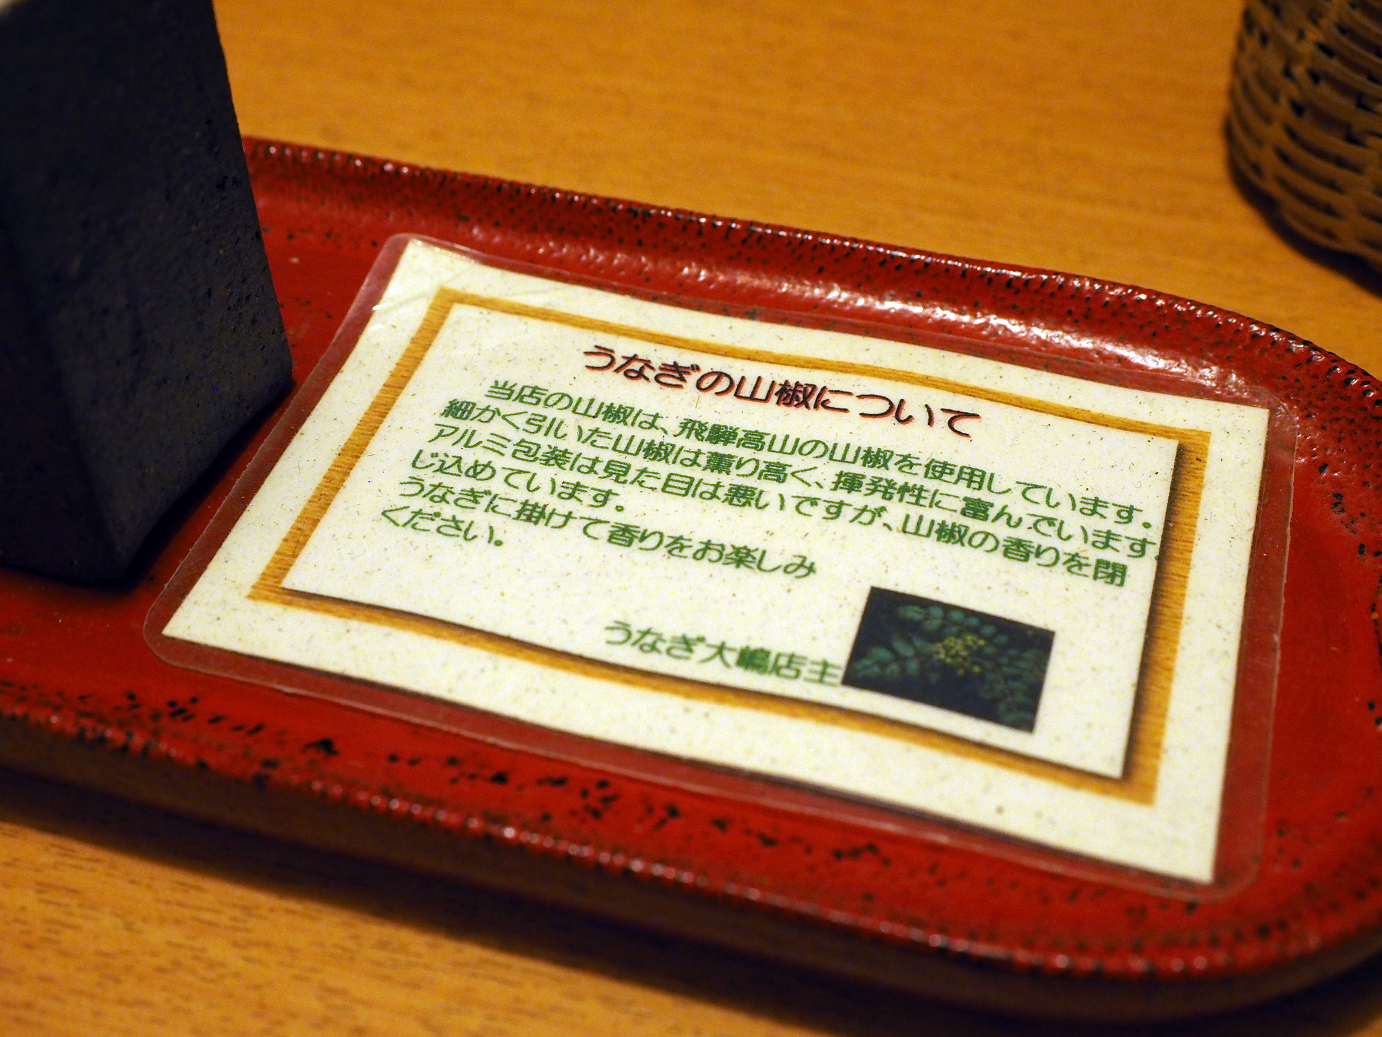 うなぎの山椒について
当店の山椒は、飛騨高山の山椒を使用しています。
細かく引いた山椒は薫り高く、揮発性に富んでいます。
アルミ包装は見た目は悪いですが、山椒の香りを閉
じ込めています。
うなぎに掛けて香りをお楽しみ
ください。
うなぎ大嶋店主